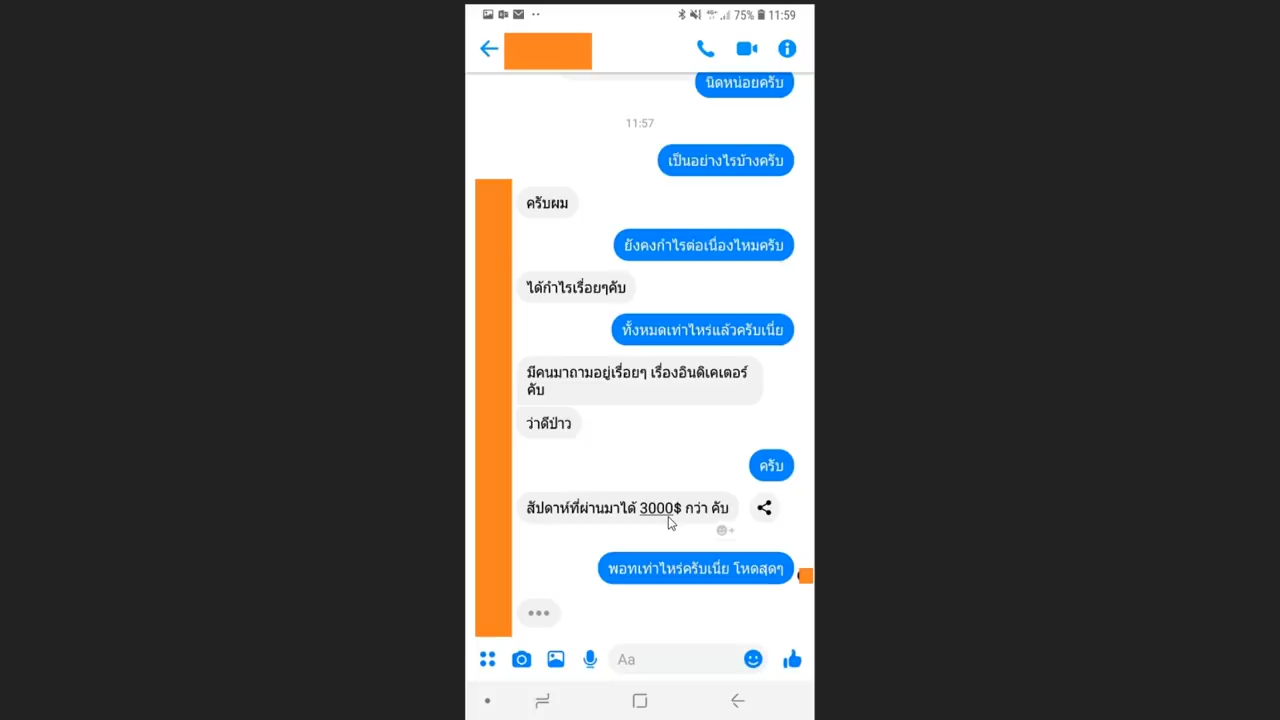 75% 11:59
นิดหน่อยครับ
11:57
เป็นอย่างไรบ้างครับ
ครับผม
ยังคงกำไรต่อเนื่องไหมครับ
ได้กำไรเรื่อยๆคับ
ทั้งหมดเท่าไหร่แล้วครับเนี่ย
มีคนมาถามอยู่เรื่อยๆ เรื่องอินดิเคเตอร์
คับ
ว่าดีป่าว
ครับ
สัปดาห์ที่ผ่านมาได้ 3000$ กว่า คับ
พอทเท่าไหร่ครับเนี่ย โหดสุดๆ
Aa